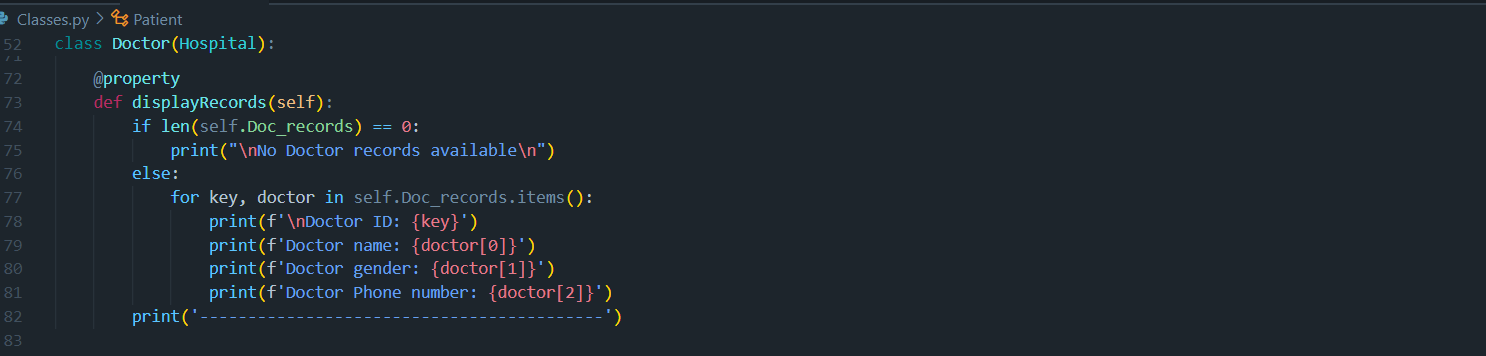 Classes.py > Patient
52 class Doctor(Hospital):
71
72 @property
73 def displayRecords(self):
74 if len(self.Doc_records) == 0:
75 print("\nNo Doctor records available\n")
76 else:
77 for key, doctor in self.Doc_records.items():
78 print(f'\nDoctor ID: {key}')
79 print(f'Doctor name: {doctor[0]}')
80 print(f'Doctor gender: {doctor[1]}')
81 print(f'Doctor Phone number: {doctor[2]}')
82 print('------------------------------------------')
83